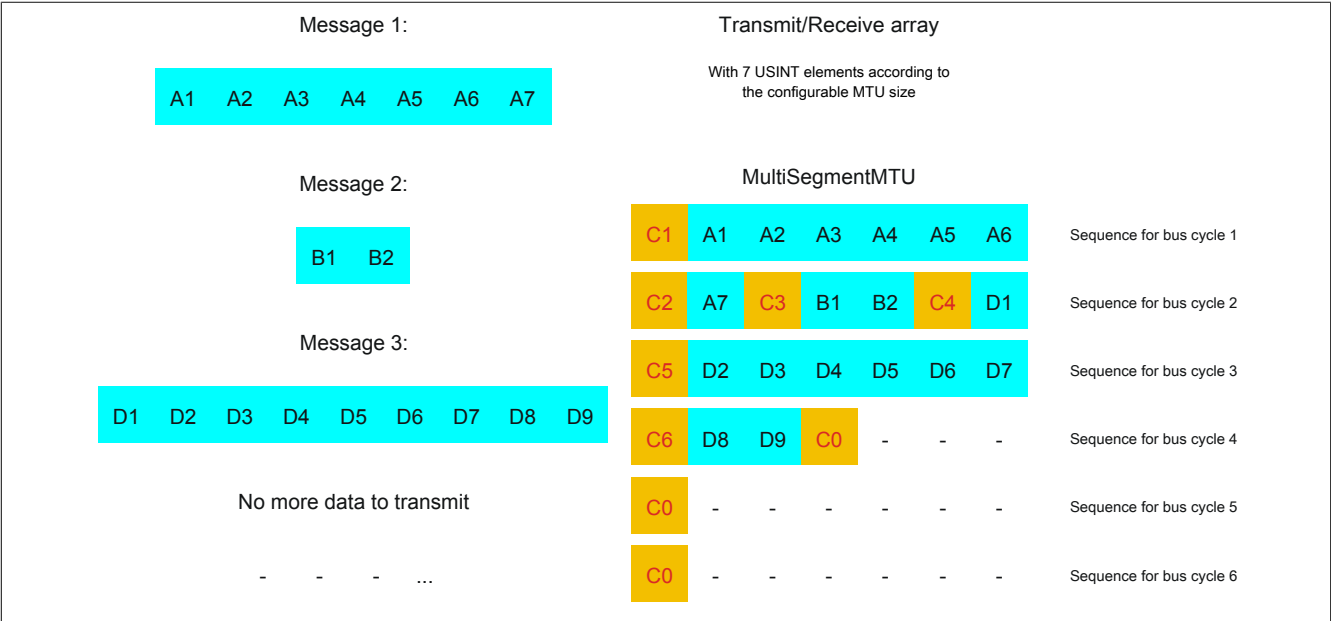 Message 1:
A1 A2 A3 A4 A5 A6 A7
Message 2:
B1 B2
Message 3:
D1 D2 D3 D4 D5 D6 D7 D8 D9
No more data to transmit
- - - ...
Transmit/Receive array
With 7 USINT elements according to
the configurable MTU size
MultiSegmentMTU
C1 A1 A2 A3 A4 A5 A6 Sequence for bus cycle 1
C2 A7 C3 B1 B2 C4 D1 Sequence for bus cycle 2
C5 D2 D3 D4 D5 D6 D7 Sequence for bus cycle 3
C6 D8 D9 C0 - - - Sequence for bus cycle 4
C0 - - - - - - Sequence for bus cycle 5
C0 - - - - - - Sequence for bus cycle 6